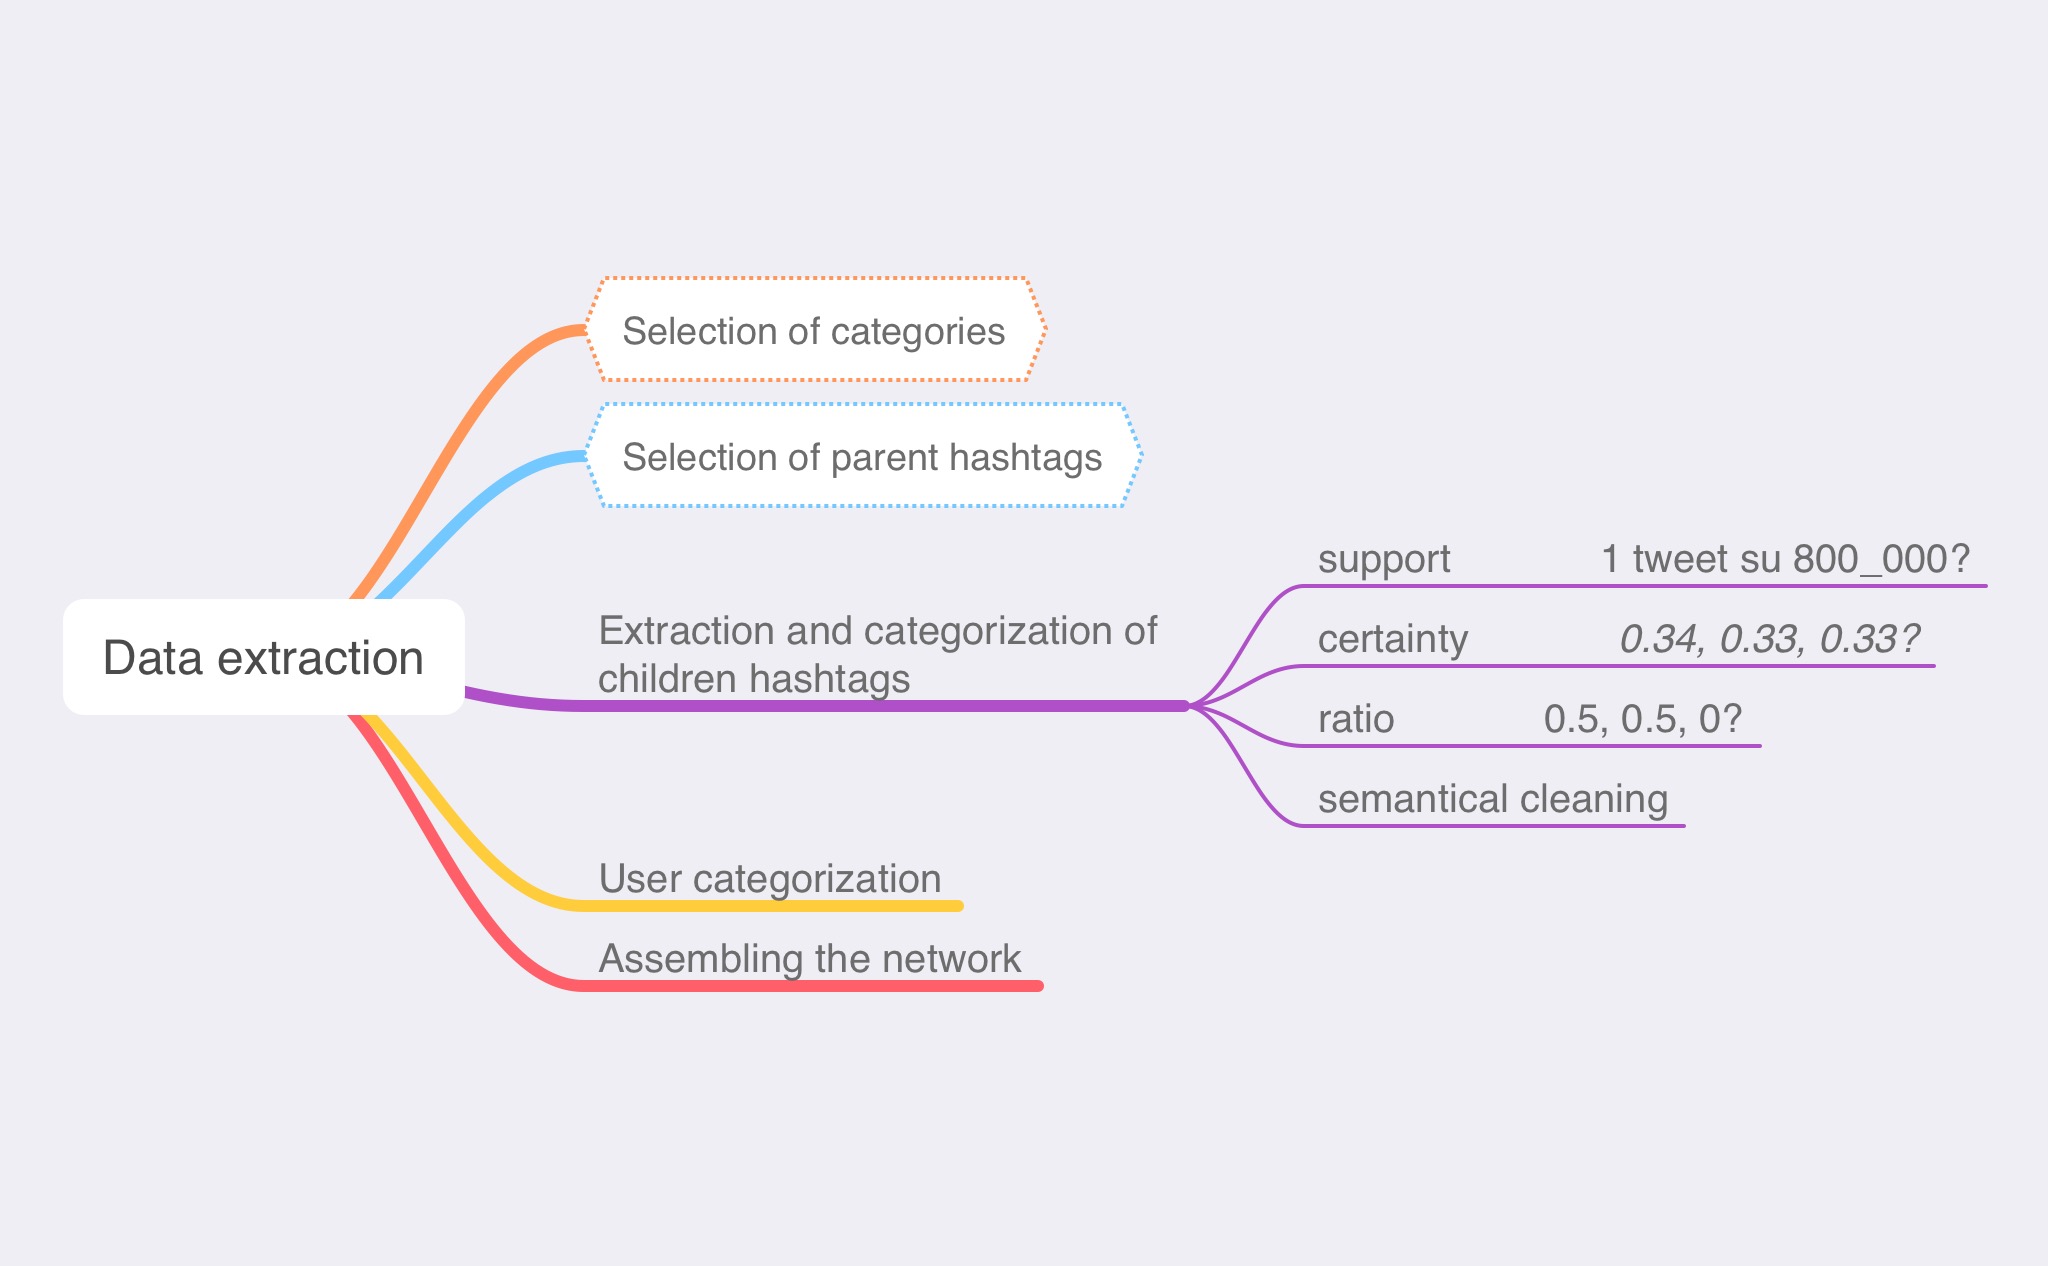 Data extraction
Selection of categories
Selection of parent hashtags
Extraction and categorization of
children hashtags
support 1 tweet su 800_000?
certainty 0.34, 0.33, 0.33?
ratio 0.5, 0.5, 0?
semantical cleaning
User categorization
Assembling the network